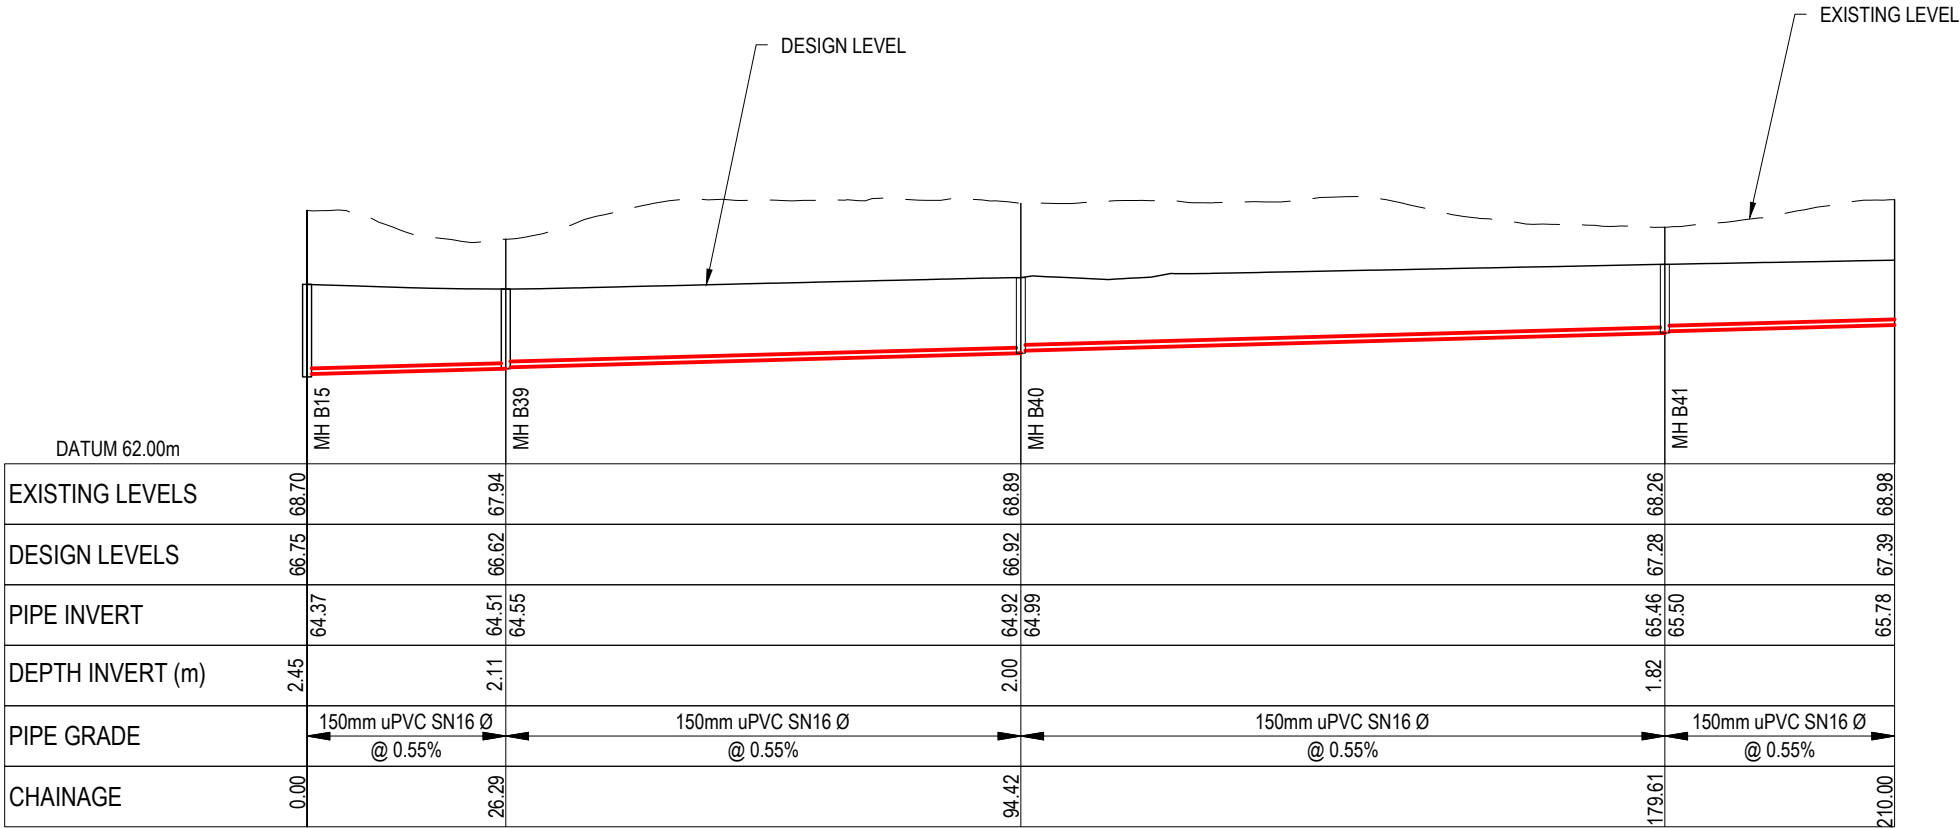 EXISTING LEVEL
DESIGN LEVEL
MH B15
MH B39
MH B40
MH B41
DATUM 62.00m
EXISTING LEVELS 68.70 67.94 68.89 68.26 68.98
DESIGN LEVELS 66.75 66.62 66.92 67.28 67.39
PIPE INVERT 64.37 64.51 64.55 64.92 64.99 65.46 65.50 65.78
DEPTH INVERT (m) 2.45 2.11 2.00 1.82
PIPE GRADE
150mm uPVC SN16 Ø
@ 0.55%
150mm uPVC SN16 Ø
@ 0.55%
150mm uPVC SN16 Ø
@ 0.55%
150mm uPVC SN16 Ø
@ 0.55%
CHAINAGE 0.00 26.29 94.42 179.61 210.00